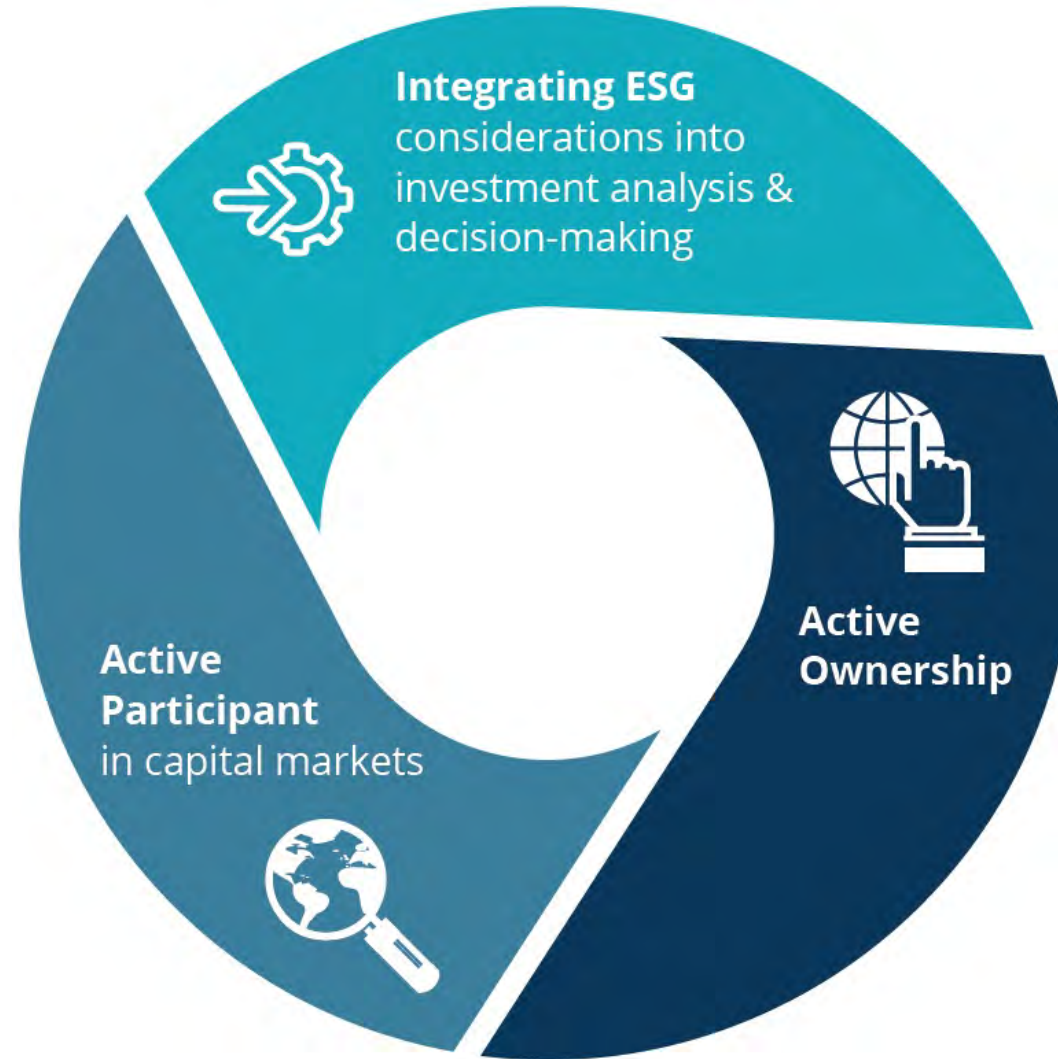 Integrating ESG
considerations into
investment analysis &
decision-making
Active
Ownership
Active
Participant
in capital markets